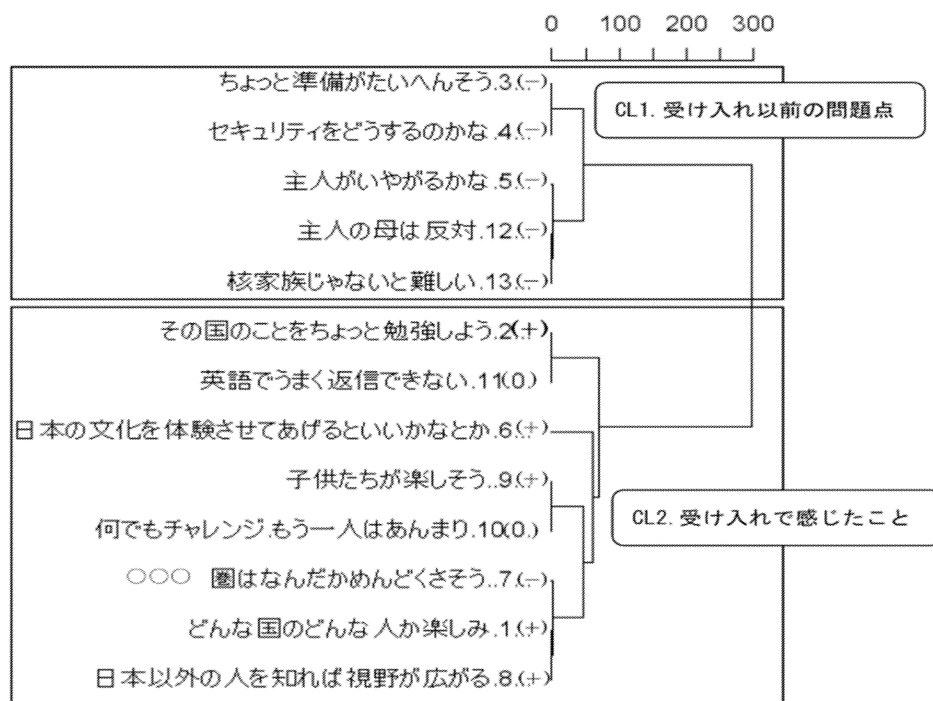 0 100 200 300
ちょっと準備がたいへんそう.3(-)
CL1. 受け入れ以前の問題点
セキュリティをどうするのかな.4(-)
主人がいやがるかな.5(-)
主人の母は反対.12(-)
核家族じゃないと難しい.13(-)
その国のことをちょっと勉強しよう.2(+)
英語でうまく返信できない.11(0.)
日本の文化を体験させてあげるといいかなとか.6(+)
子供たちが楽しそう..9(+)
CL2. 受け入れで感じたこと
何でもチャレンジ.もう一人はあんまり.10(0.)
○○○ 圏はなんだかめんどくさそう..7(-)
どんな国のどんな人か楽しみ.1(+)
日本以外の人を知れば視野が広がる.8(+)